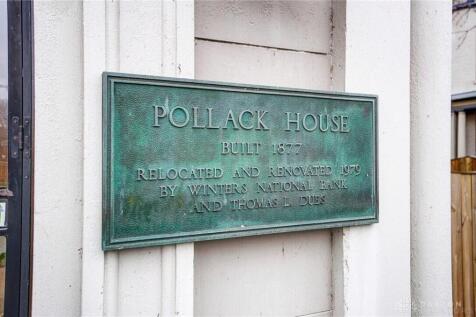 POLLACK HOUSE
BUILT 1877
RELOCATED AND RENOVATED 1979
BY WINTERS NATIONAL BANK
AND THOMAS L. DUES